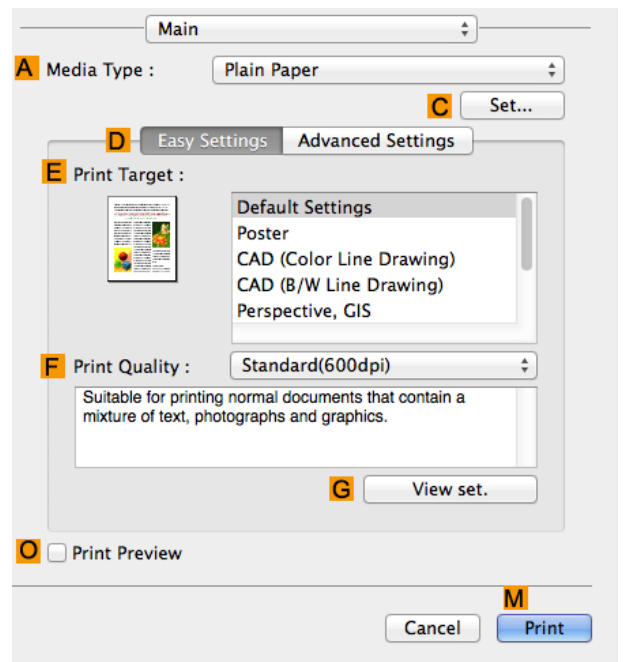 Main
A Media Type : Plain Paper
C Set...
D Easy Settings Advanced Settings
E Print Target :
Default Settings
Poster
CAD (Color Line Drawing)
CAD (B/W Line Drawing)
Perspective, GIS
F Print Quality : Standard(600dpi)
Suitable for printing normal documents that contain a
mixture of text, photographs and graphics.
G View set.
O Print Preview
M
Cancel Print